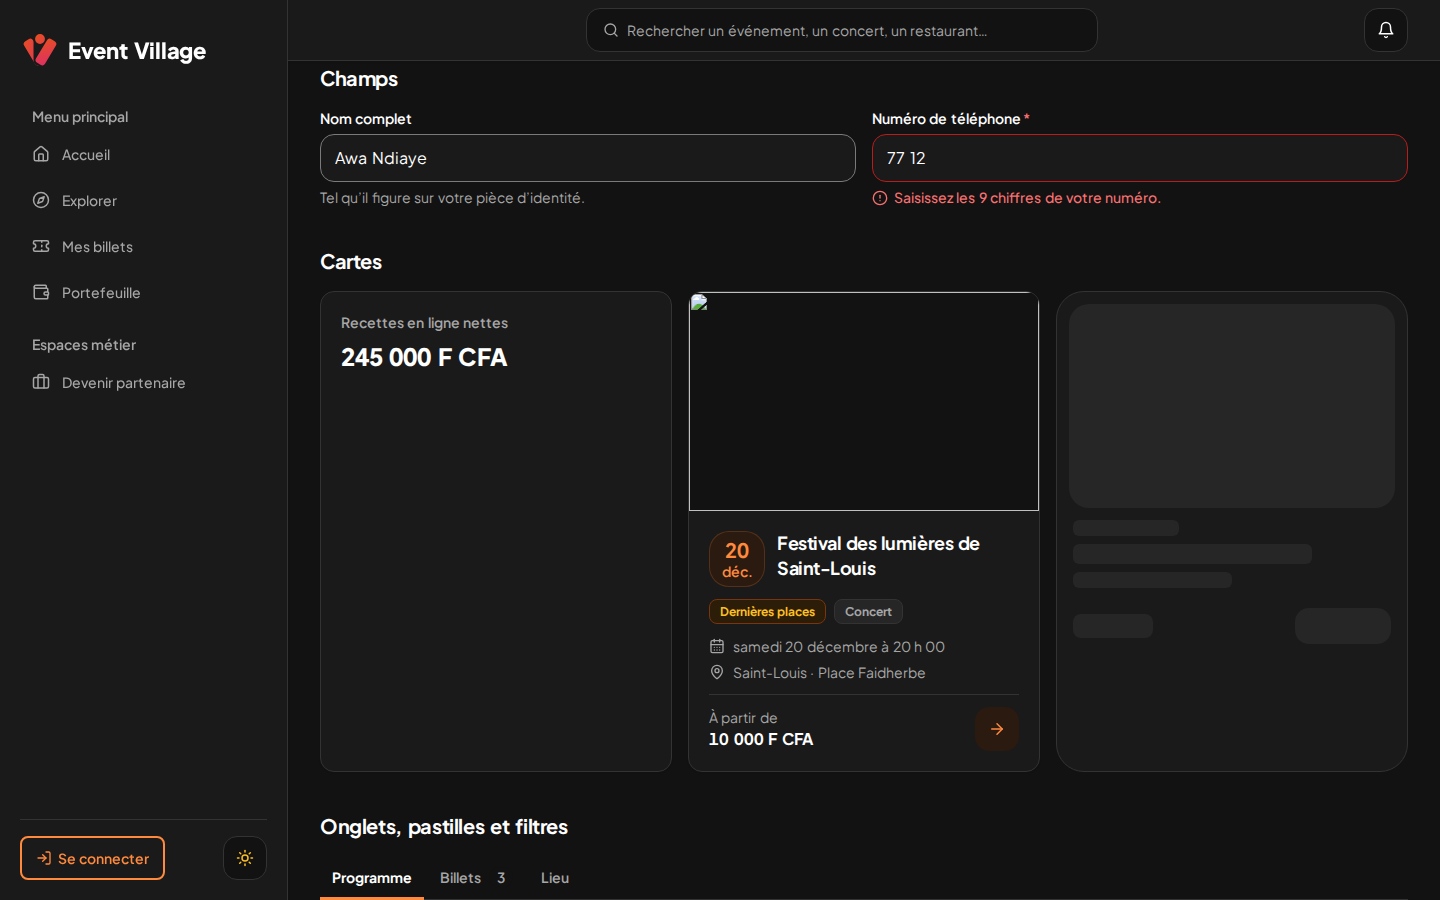 Event Village
Rechercher un événement, un concert, un restaurant…
Menu principal
Accueil
Explorer
Mes billets
Portefeuille
Espaces métier
Devenir partenaire
Se connecter
Champs
Nom complet
Awa Ndiaye
Tel qu'il figure sur votre pièce d'identité.
Numéro de téléphone *
77 12
Saisissez les 9 chiffres de votre numéro.
Cartes
Recettes en ligne nettes
245 000 F CFA
20
déc.
Festival des lumières de
Saint-Louis
Dernières places
Concert
samedi 20 décembre à 20 h 00
Saint-Louis · Place Faidherbe
À partir de
10 000 F CFA
Onglets, pastilles et filtres
Programme
Billets 3
Lieu